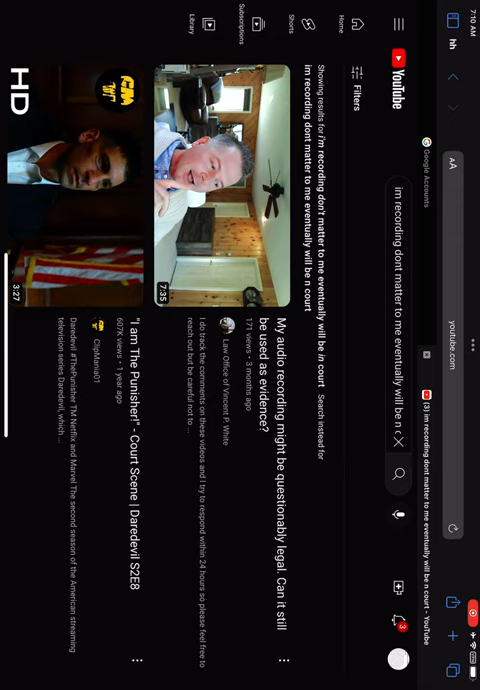 7:10 AM
hh
AA
youtube.com
Google Accounts
(3) im recording dont matter to me eventually will be n court - YouTube
YouTube
im recording dont matter to me eventually will be n c
3
Home
Shorts
Subscriptions
Library
Filters
Showing results for i'm recording don't matter to me eventually will be in court Search instead for
im recording dont matter to me eventually will be n court
7:35
My audio recording might be questionably legal. Can it still
be used as evidence?
171 views • 3 months ago
Law Office of Vincent P. White
I do track the comments on these videos and I try to respond within 24 hours so please feel free to
reach out but be careful not to ...
CM
HD
3:27
"I am The Punisher!" - Court Scene | Daredevil S2E8
607K views • 1 year ago
ClipMania01
Daredevil #ThePunisher TM Netflix and Marvel The second season of the American streaming
television series Daredevil, which ...